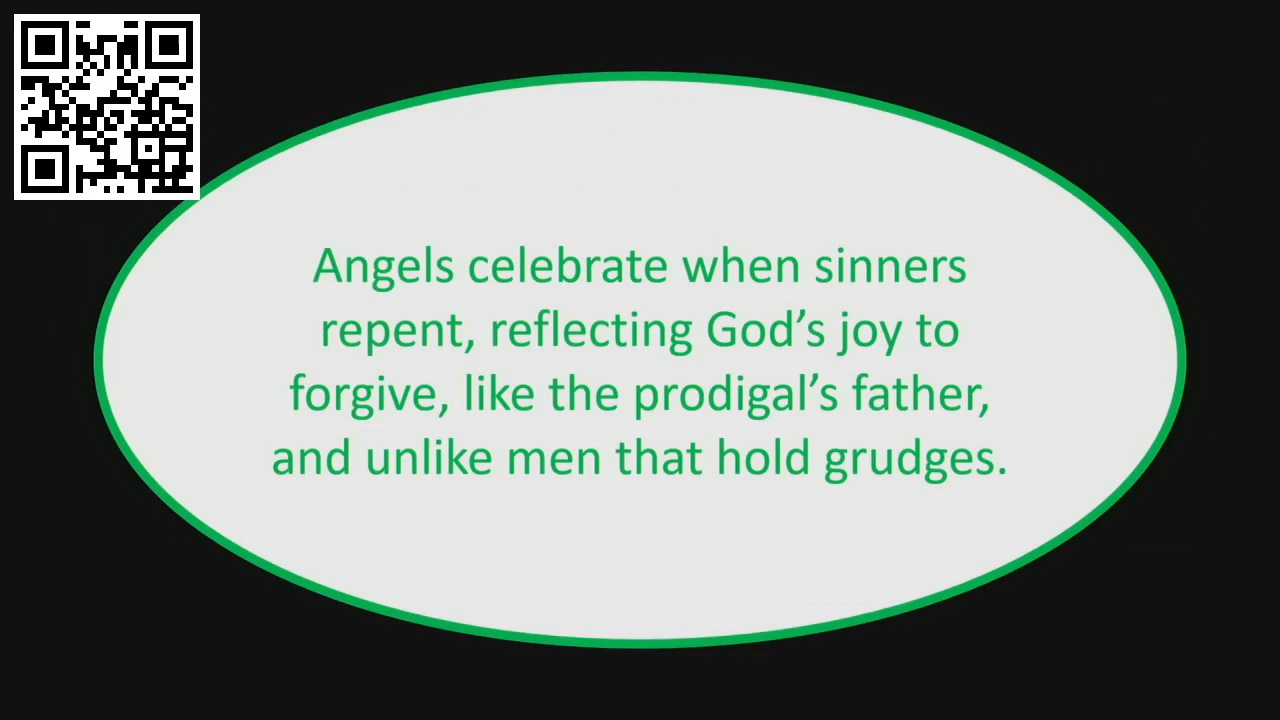 Angels celebrate when sinners
repent, reflecting God’s joy to
forgive, like the prodigal’s father,
and unlike men that hold grudges.